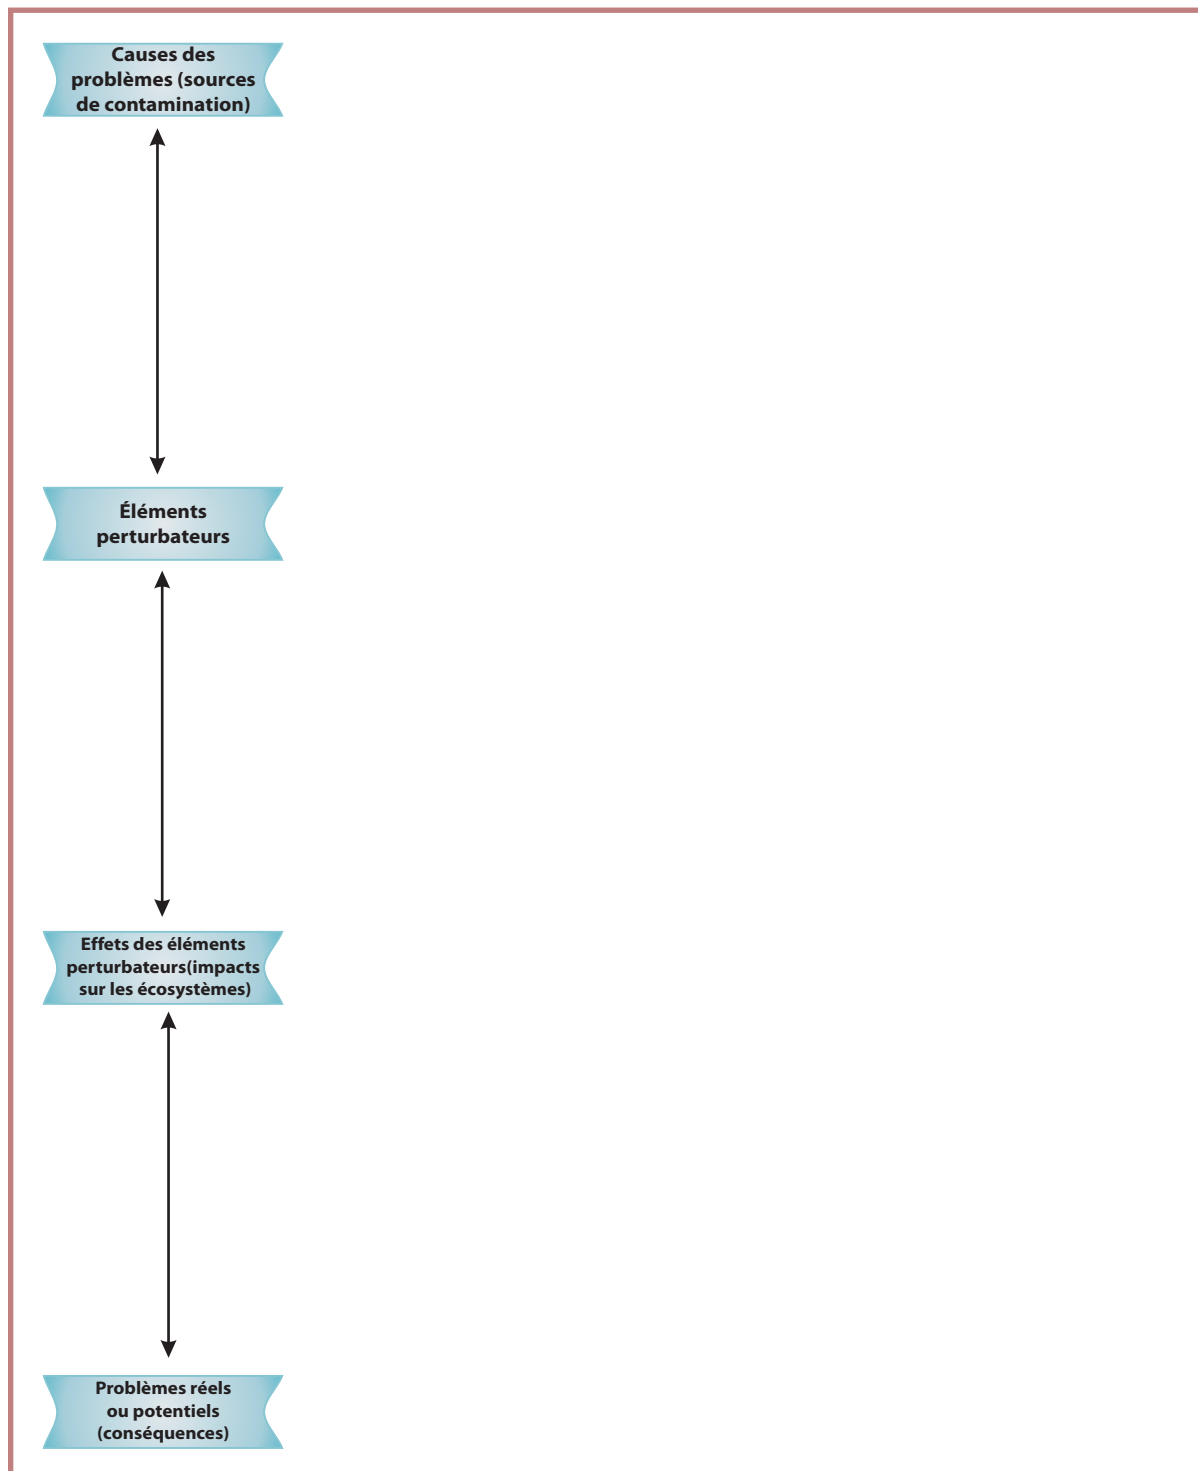 Causes des
problèmes (sources
de contamination)
Éléments
perturbateurs
Effets des éléments
perturbateurs(impacts
sur les écosystèmes)
Problèmes réels
ou potentiels
(conséquences)